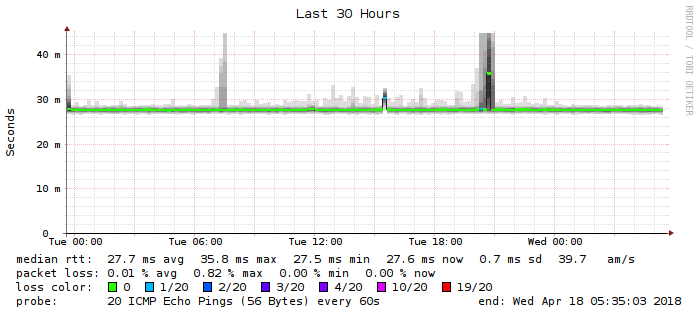 Last 30 Hours
RRDTOOL / TOBI OETIKER
Seconds
40 m
30 m
20 m
10 m
0
Tue 00:00 Tue 06:00 Tue 12:00 Tue 18:00 Wed 00:00
median rtt: 27.7 ms avg 35.8 ms max 27.5 ms min 27.6 ms now 0.7 ms sd 39.7 am/s
packet loss: 0.01 % avg 0.82 % max 0.00 % min 0.00 % now
loss color: 0 1/20 2/20 3/20 4/20 10/20 19/20
probe: 20 ICMP Echo Pings (56 Bytes) every 60s end: Wed Apr 18 05:35:03 2018